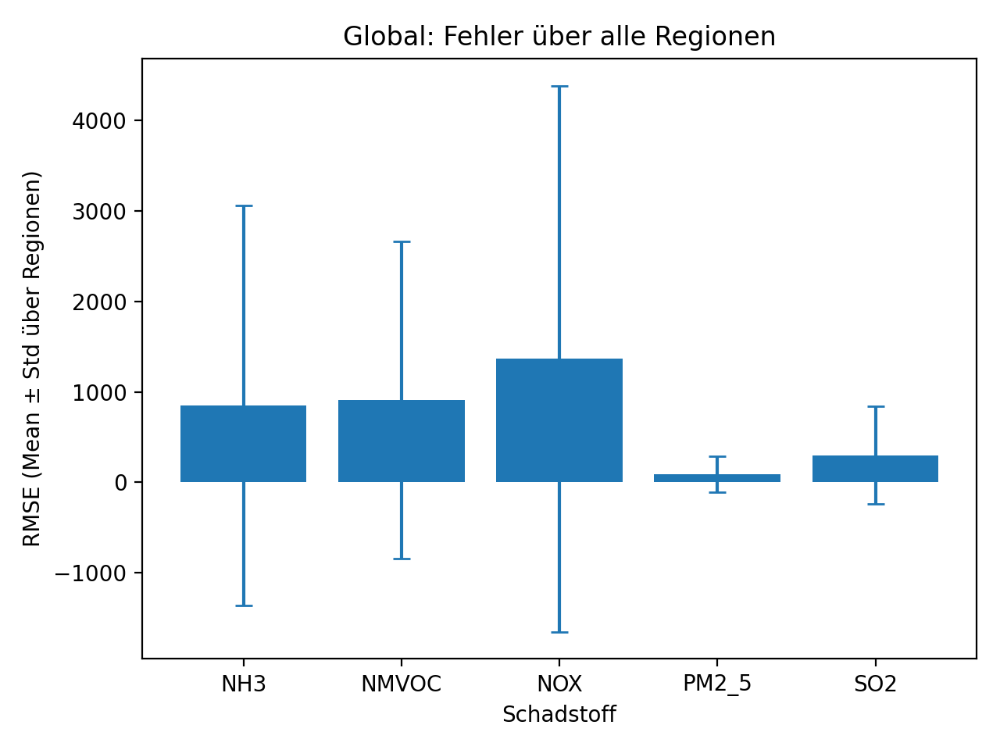 Global: Fehler über alle Regionen
RMSE (Mean ± Std über Regionen)
4000
3000
2000
1000
0
−1000
NH3 NMVOC NOX PM2_5 SO2
Schadstoff